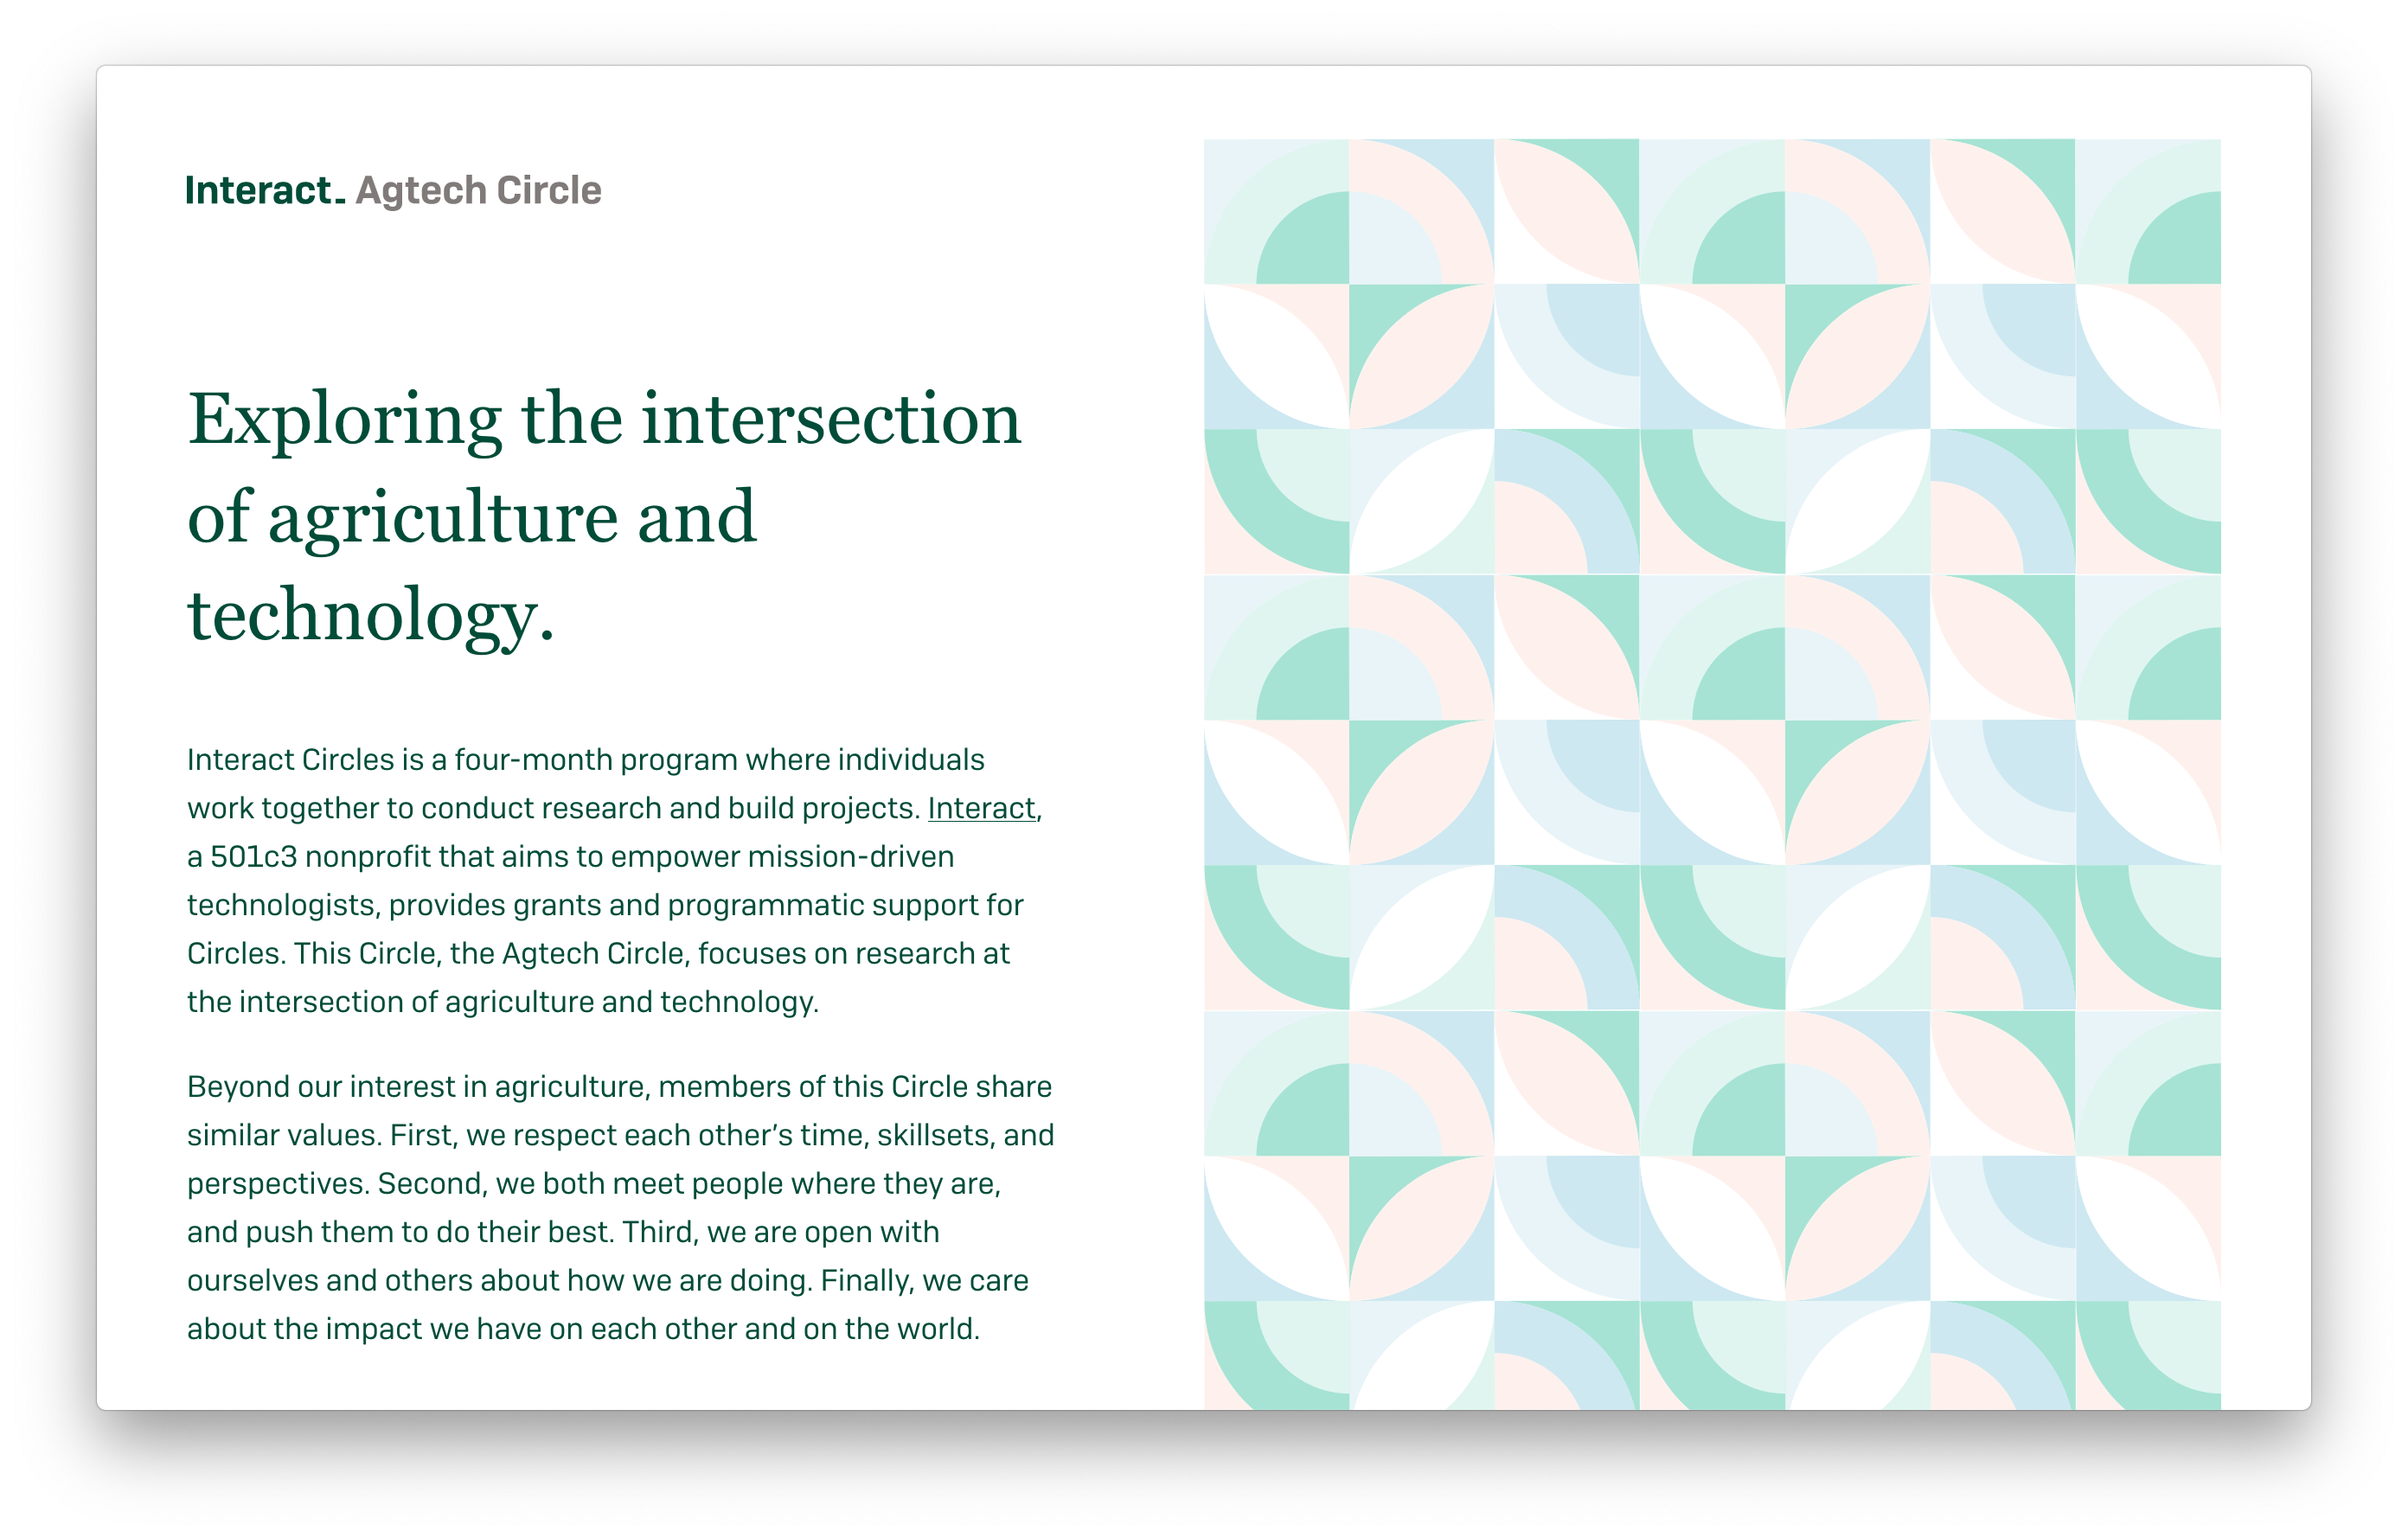 Interact. Agtech Circle
Exploring the intersection
of agriculture and
technology.
Interact Circles is a four-month program where individuals
work together to conduct research and build projects. Interact,
a 501c3 nonprofit that aims to empower mission-driven
technologists, provides grants and programmatic support for
Circles. This Circle, the Agtech Circle, focuses on research at
the intersection of agriculture and technology.
Beyond our interest in agriculture, members of this Circle share
similar values. First, we respect each other’s time, skillsets, and
perspectives. Second, we both meet people where they are,
and push them to do their best. Third, we are open with
ourselves and others about how we are doing. Finally, we care
about the impact we have on each other and on the world.